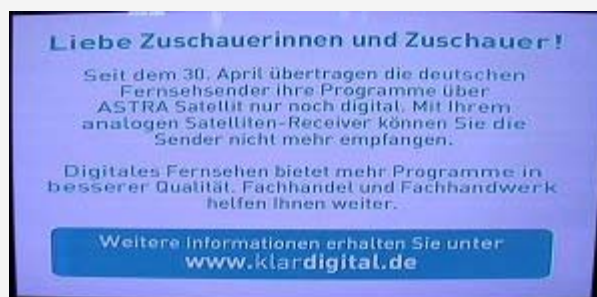 Liebe Zuschauerinnen und Zuschauer!
Seit dem 30. April übertragen die deutschen
Fernsehsender ihre Programme über
ASTRA Satellit nur noch digital. Mit Ihrem
analogen Satelliten-Receiver können Sie die
Sender nicht mehr empfangen.
Digitales Fernsehen bietet mehr Programme in
besserer Qualität. Fachhandel und Fachhandwerk
helfen Ihnen weiter.
Weitere Informationen erhalten Sie unter
www.klardigital.de